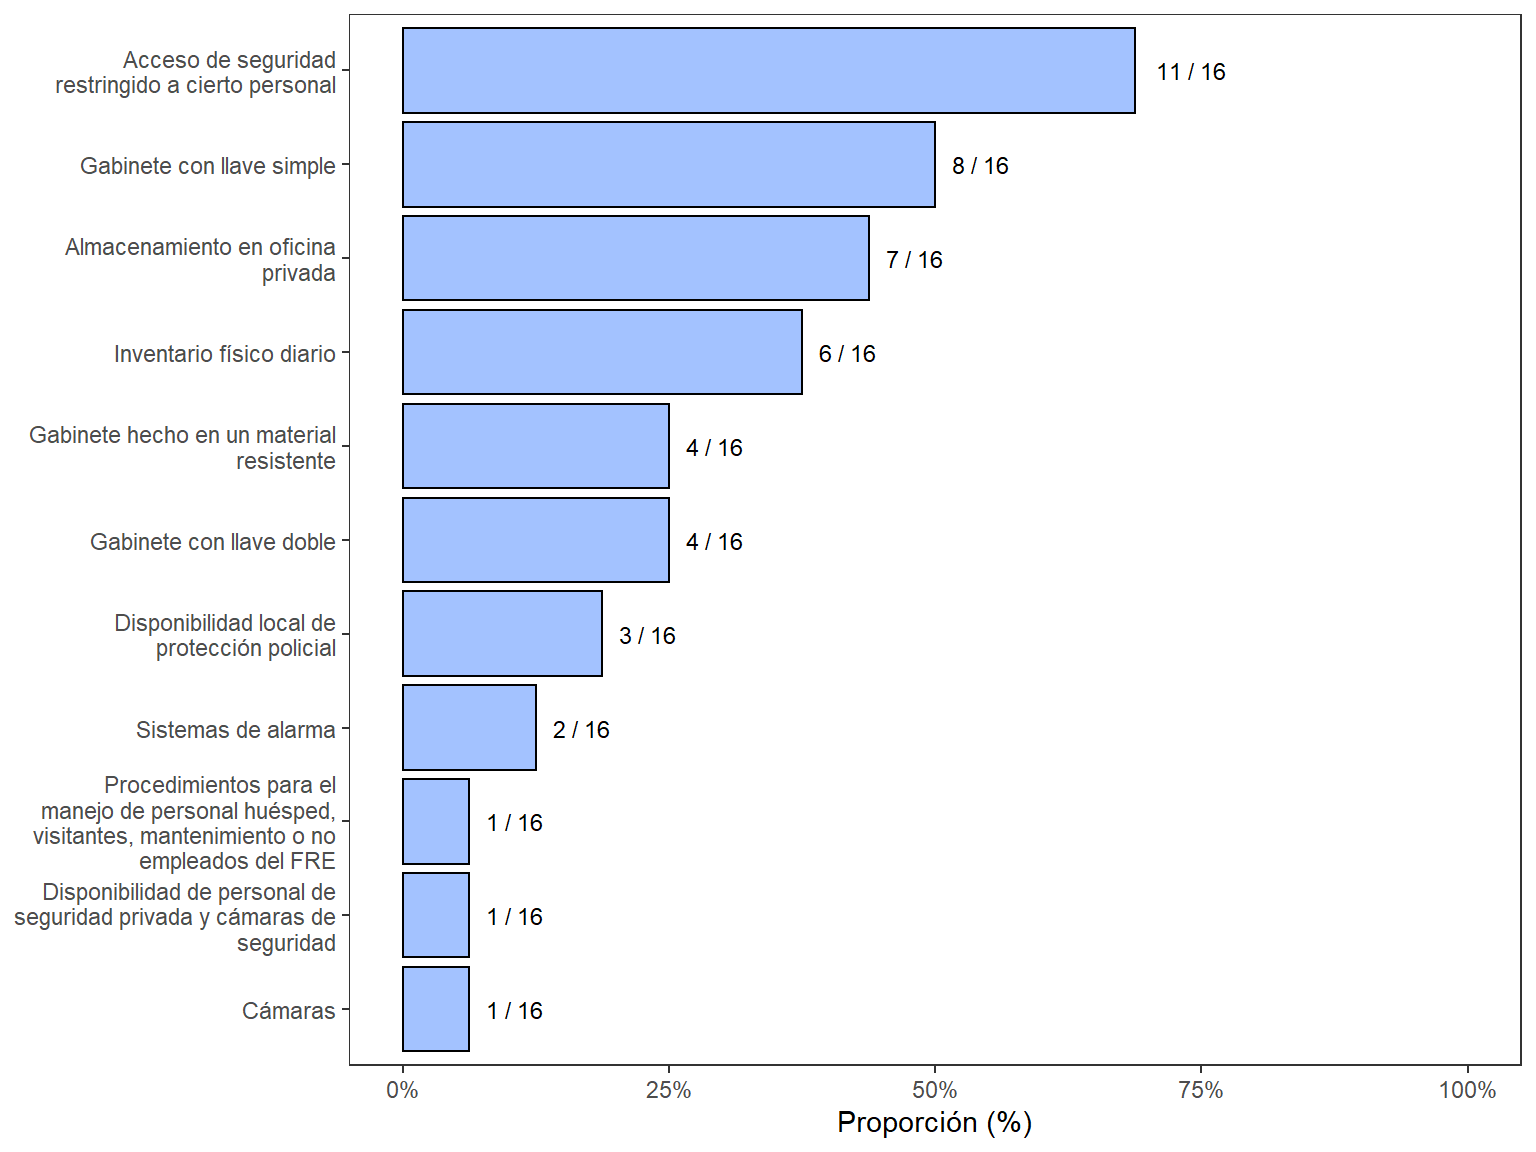 Acceso de seguridad
restringido a cierto personal
11 / 16
Gabinete con llave simple
8 / 16
Almacenamiento en oficina
privada
7 / 16
Inventario físico diario
6 / 16
Gabinete hecho en un material
resistente
4 / 16
Gabinete con llave doble
4 / 16
Disponibilidad local de
protección policial
3 / 16
Sistemas de alarma
2 / 16
Procedimientos para el
manejo de personal huésped,
visitantes, mantenimiento o no
empleados del FRE
1 / 16
Disponibilidad de personal de
seguridad privada y cámaras de
seguridad
1 / 16
Cámaras
1 / 16
0% 25% 50% 75% 100%
Proporción (%)